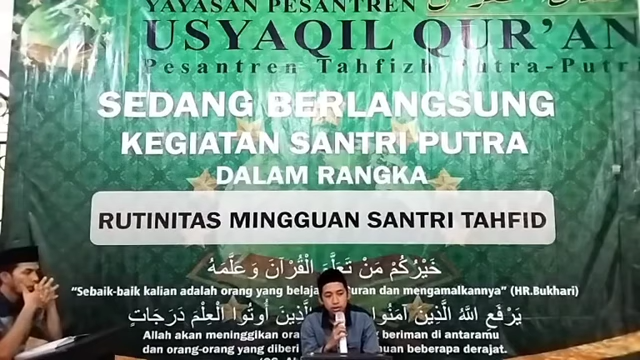 YAYASAN PESANTREN
USYAQIL QUR'AN
Pesantren Tahfizh Putra-Putri
SEDANG BERLANGSUNG
KEGIATAN SANTRI PUTRA
DALAM RANGKA
RUTINITAS MINGGUAN SANTRI TAHFID
خَيْرُكُمْ مَنْ تَعَلَّمَ الْقُرْآنَ وَعَلَّمَهُ
“Sebaik-baik kalian adalah orang yang belajar dan mengamalkannya” (HR.Bukhari)
يَرْفَعِ اللَّهُ الَّذِينَ آمَنُوا الَّذِينَ أُوتُوا الْعِلْمَ دَرَجَاتٍ
Allah akan meninggikan orang beriman di antaramu
dan orang-orang yang diberi beberapa derajat.